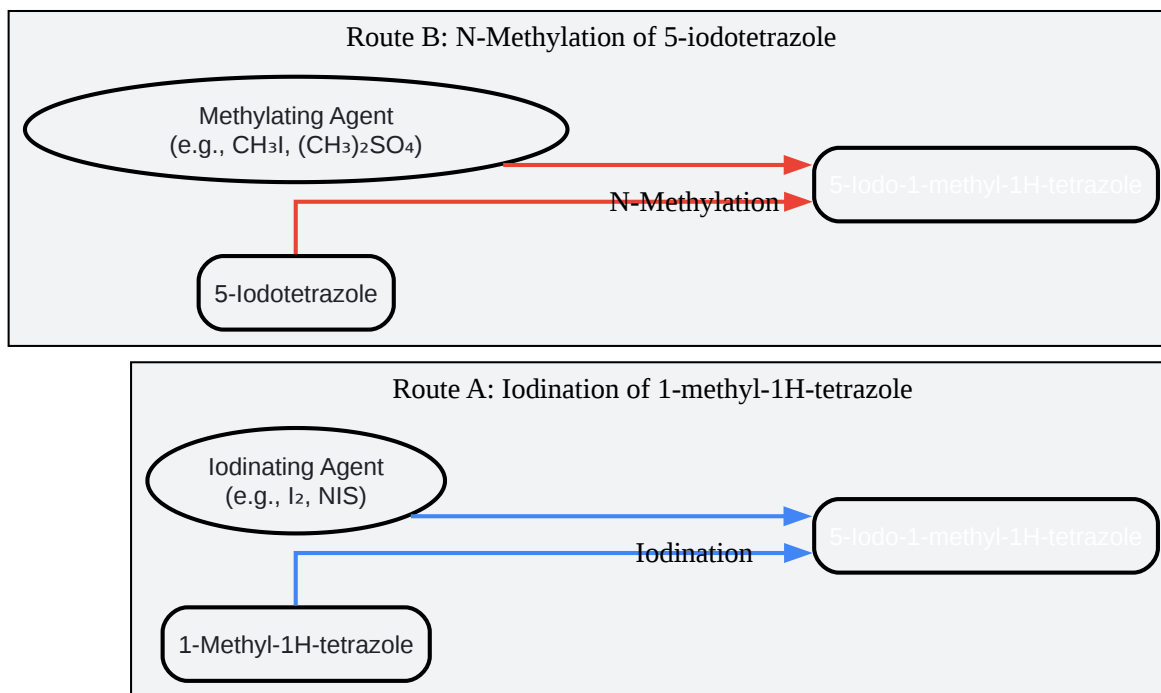 Route B: N-Methylation of 5-iodotetrazole
Methylating Agent
(e.g., CH₃I, (CH₃)₂SO₄)
5-Iodo-1-methyl-1H-tetrazole
N-Methylation
5-Iodotetrazole
Route A: Iodination of 1-methyl-1H-tetrazole
Iodinating Agent
(e.g., I₂, NIS)
5-Iodo-1-methyl-1H-tetrazole
Iodination
1-Methyl-1H-tetrazole